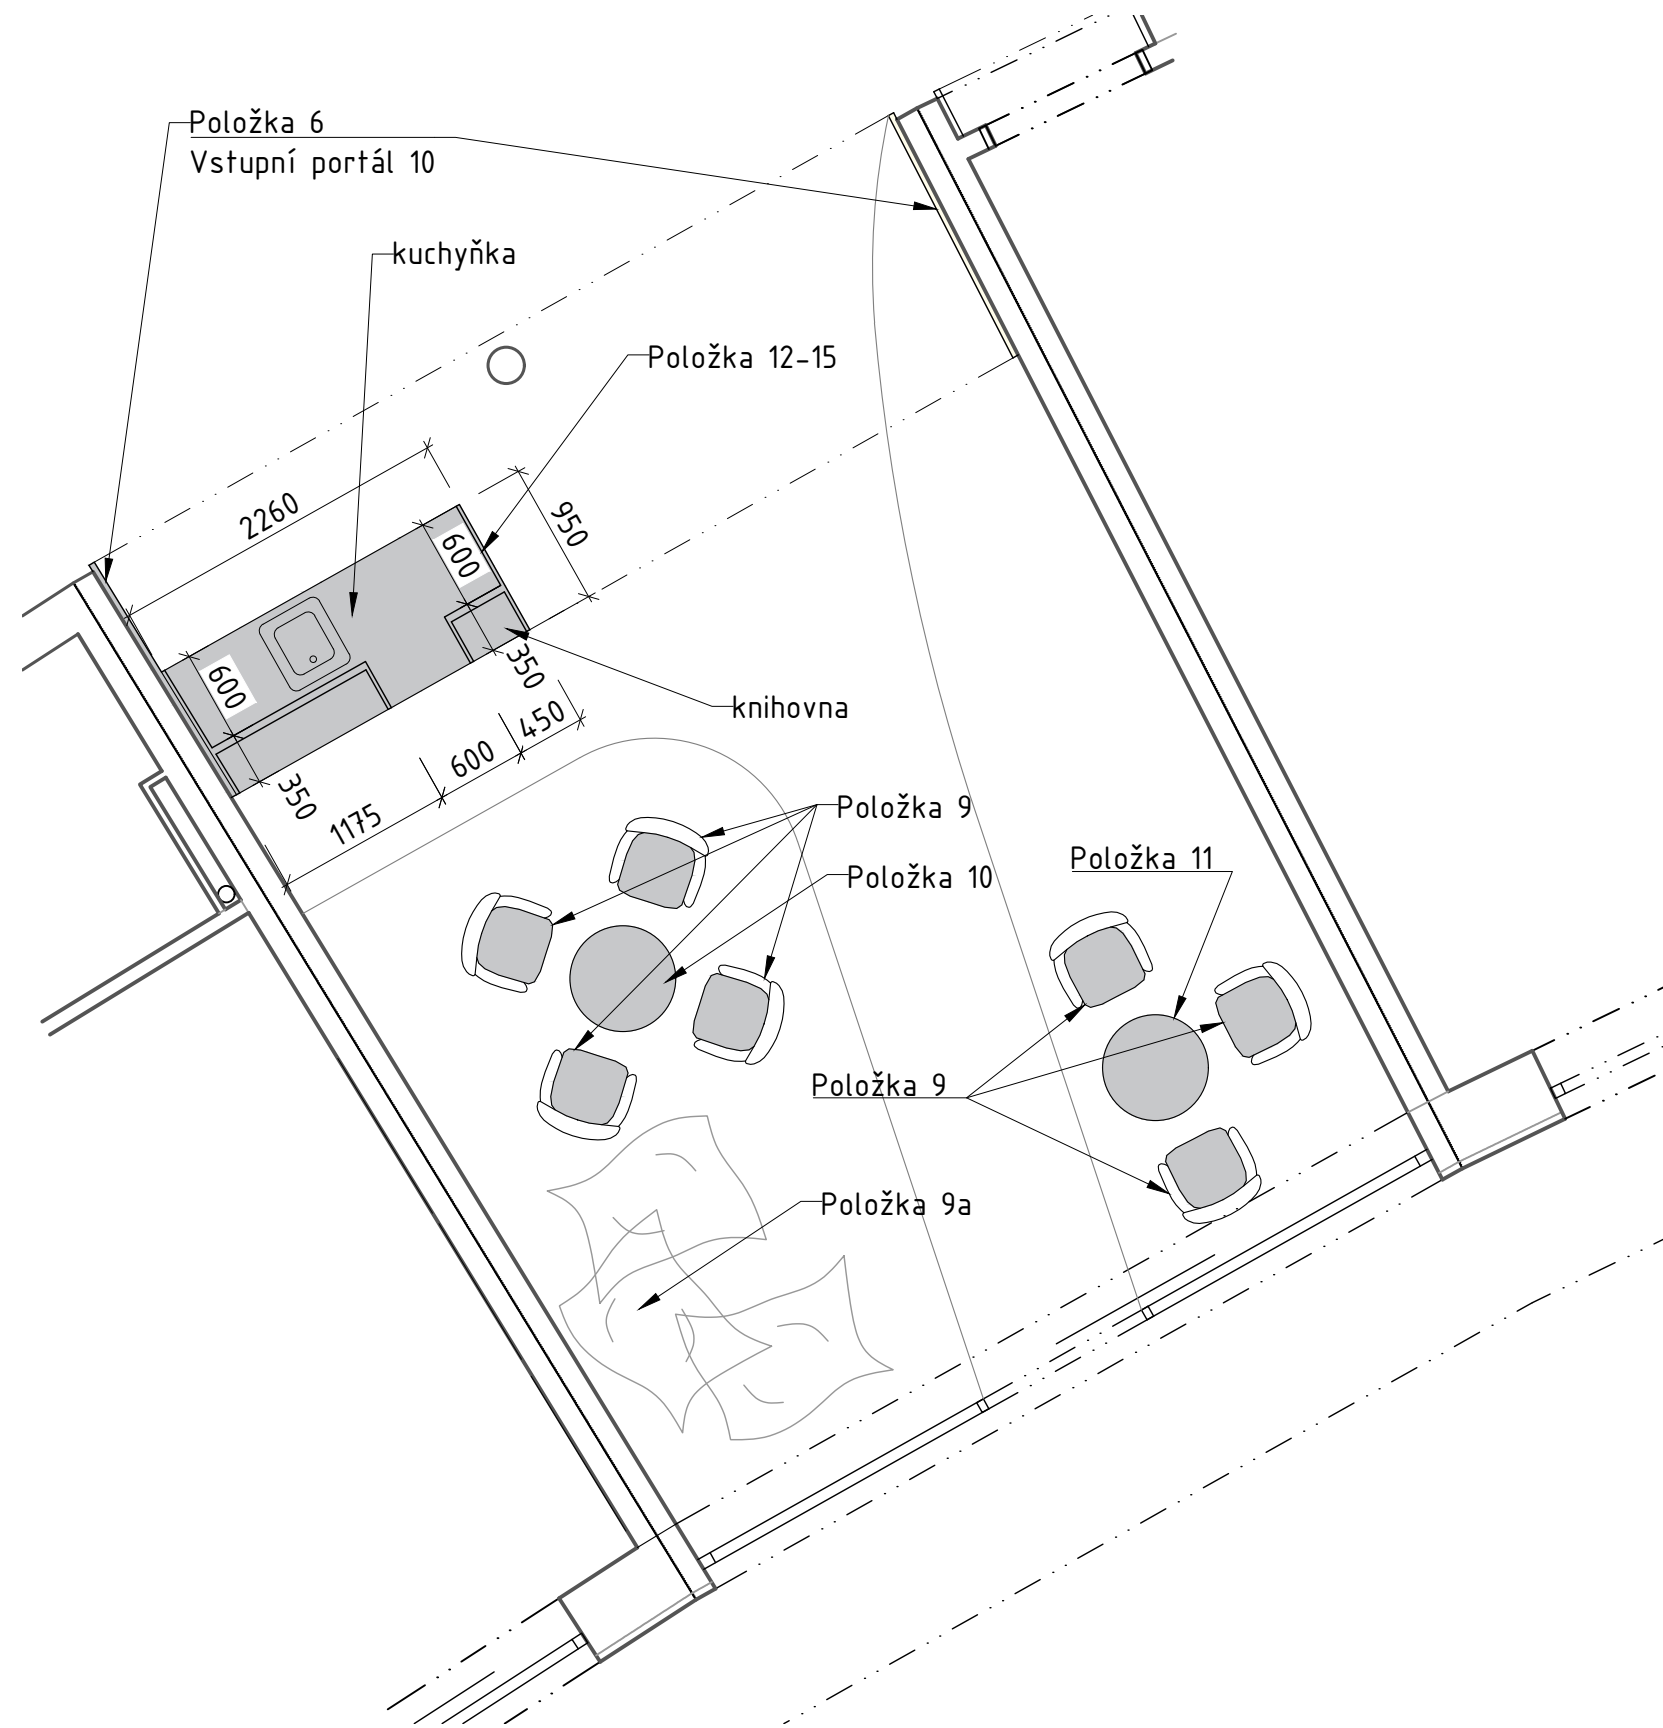 Položka 6
Vstupní portál 10
kuchyňka
Položka 12-15
2260
950
600
600
350
knihovna
350
450
600
1175
Položka 9
Položka 10
Položka 11
Položka 9
Položka 9a